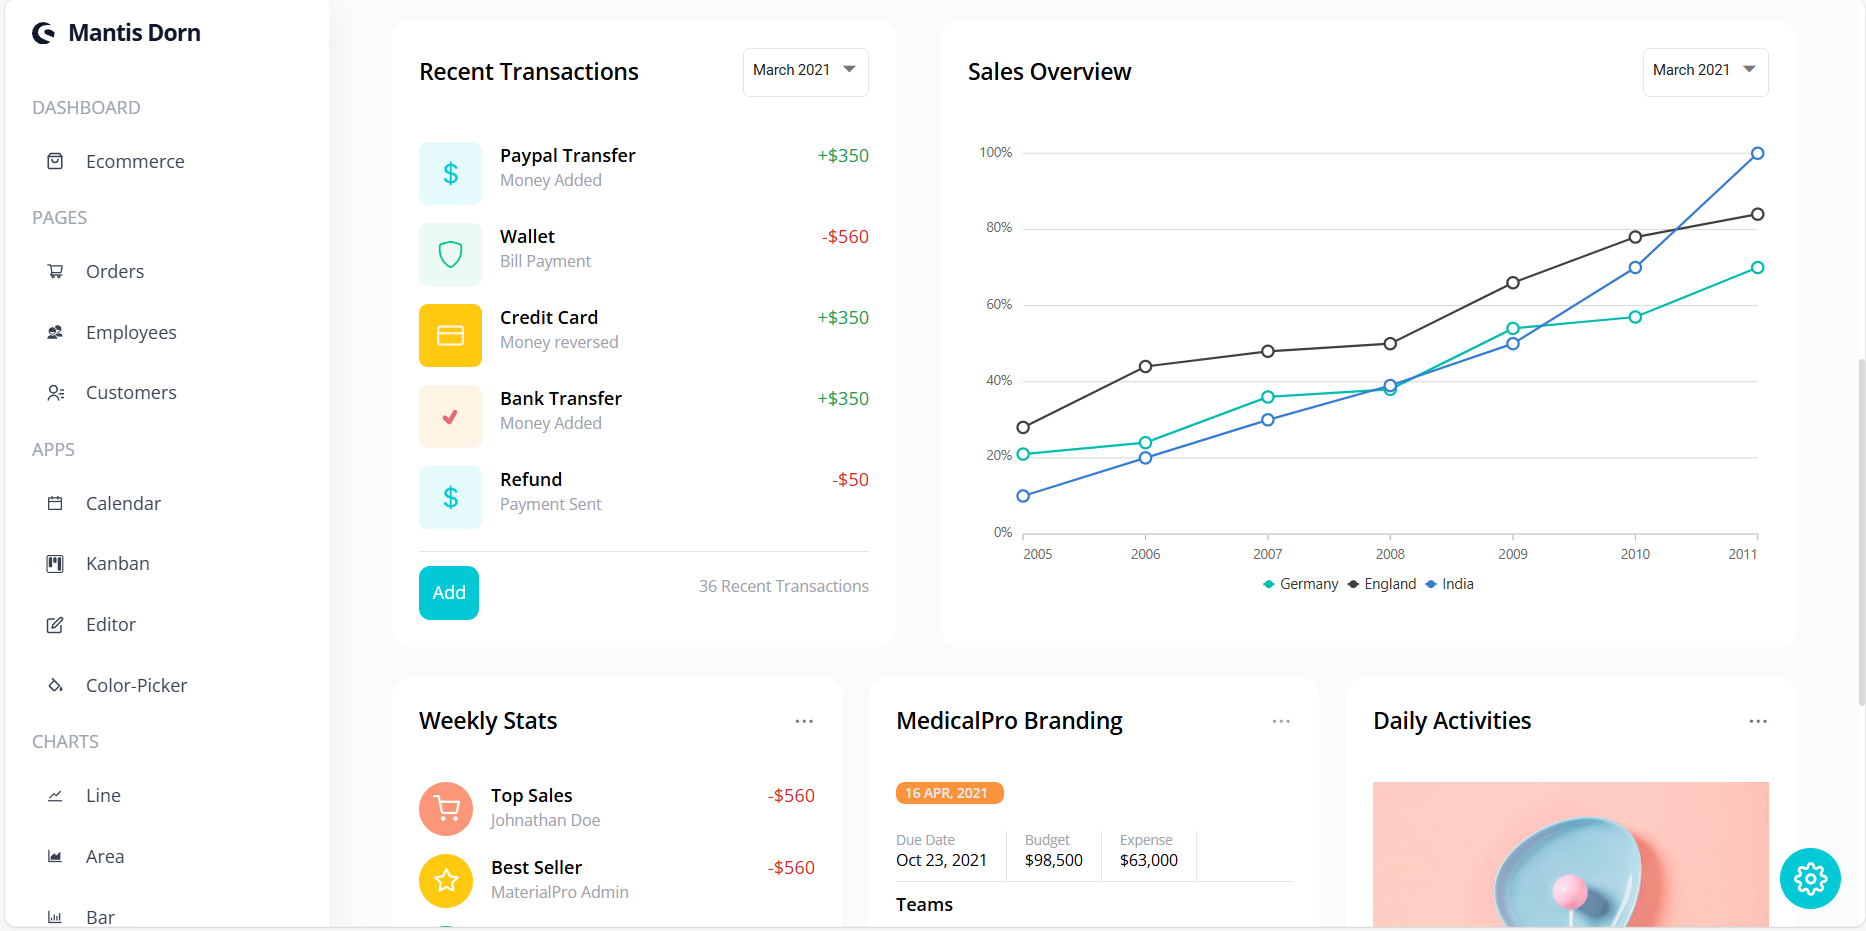 Mantis Dorn
DASHBOARD
Ecommerce
PAGES
Orders
Employees
Customers
APPS
Calendar
Kanban
Editor
Color-Picker
CHARTS
Line
Area
Bar
Recent Transactions
March 2021
$
Paypal Transfer
+$350
Money Added
Wallet
-$560
Bill Payment
Credit Card
+$350
Money reversed
Bank Transfer
+$350
Money Added
$
Refund
-$50
Payment Sent
Add
36 Recent Transactions
Sales Overview
March 2021
100%
80%
60%
40%
20%
0%
2005 2006 2007 2008 2009 2010 2011
Germany England India
Weekly Stats
Top Sales
-$560
Johnathan Doe
Best Seller
-$560
MaterialPro Admin
MedicalPro Branding
16 APR, 2021
Due Date Budget Expense
Oct 23, 2021 $98,500 $63,000
Teams
Daily Activities